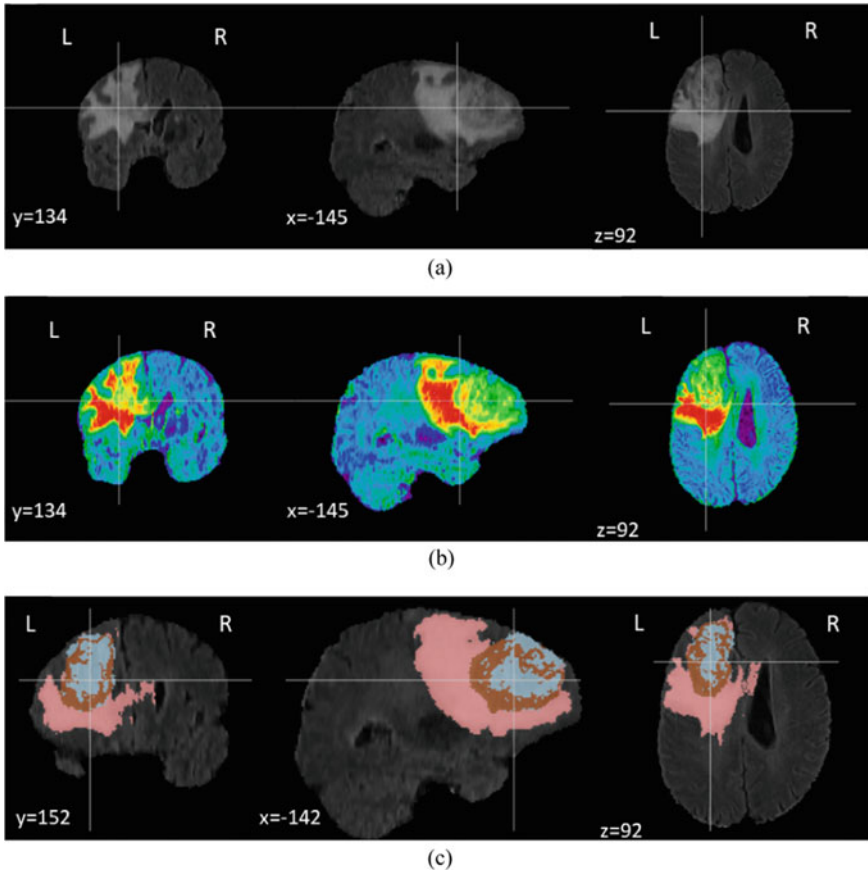 L R L R
y=134 x=-145 z=92
(a)
L R L R
y=134 x=-145 z=92
(b)
L R L R
y=152 x=-142 z=92
(c)